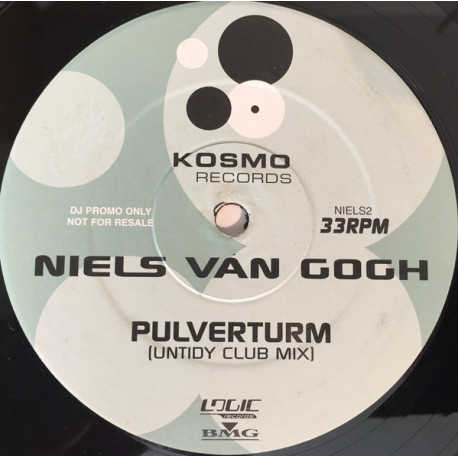 KOSMO
RECORDS
DJ PROMO ONLY
NOT FOR RESALE
NIELS2
33RPM
NIELS VAN GOGH
PULVERTURM
(UNTIDY CLUB MIX)
LOGIC
records
BMG